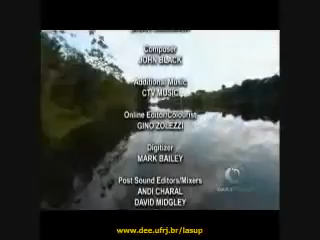 Composer
JOHN BLACK
Additional Music
CTV MUSIC
Online Editor/Colourist
GINO ZOLEZZI
Digitizer
MARK BAILEY
Post Sound Editors/Mixers
ANDI CHARAL
DAVID MIDGLEY
www.dee.ufrj.br/lasup